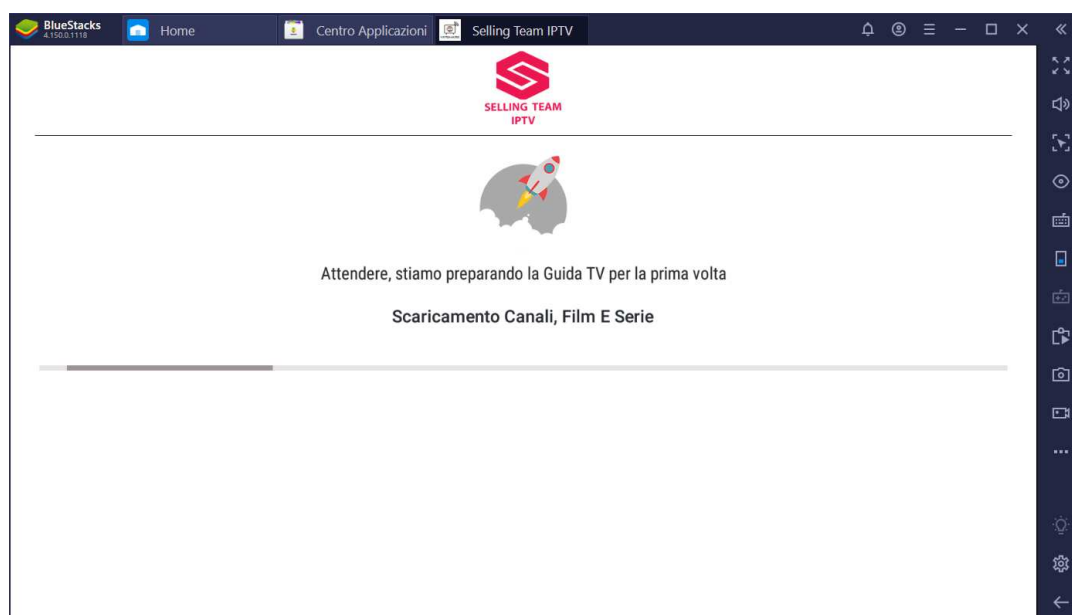 BlueStacks
4.150.0.1118
Home
Centro Applicazioni
Selling Team IPTV
SELLING TEAM
IPTV
Attendere, stiamo preparando la Guida TV per la prima volta
Scaricamento Canali, Film E Serie